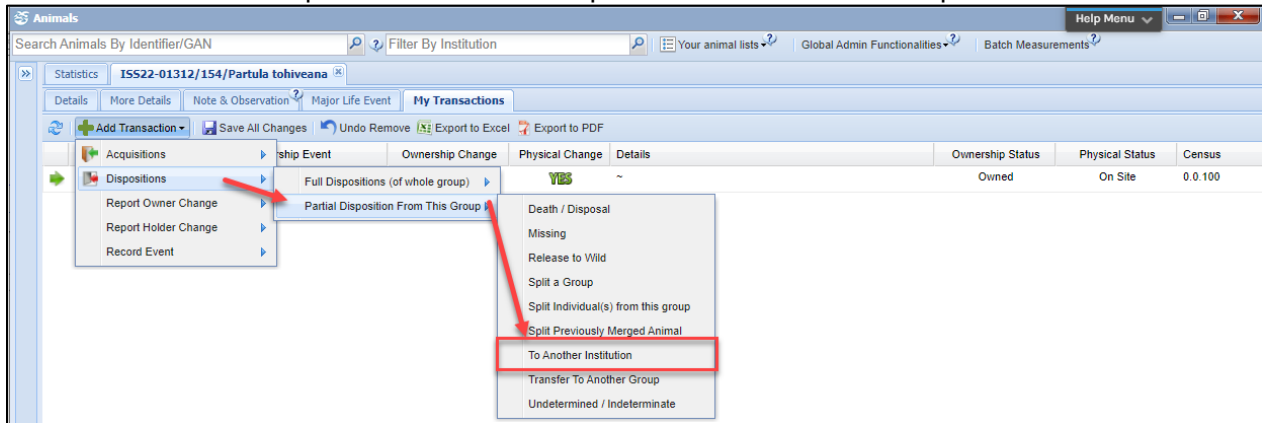 Animals Help Menu
Search Animals By Identifier/GAN Filter By Institution Your animal lists Global Admin Functionalities Batch Measurements
Statistics ISS22-01312/154/Partula tohiveana
Details More Details Note & Observation Major Life Event My Transactions
Add Transaction Save All Changes Undo Remove Export to Excel Export to PDF
Acquisitions rship Event Ownership Change Physical Change Details Ownership Status Physical Status Census
Dispositions Full Dispositions (of whole group) YES ~ Owned On Site 0.0.100
Report Owner Change Partial Disposition From This Group Death / Disposal
Report Holder Change Missing
Record Event Release to Wild
Split a Group
Split Individual(s) from this group
Split Previously Merged Animal
To Another Institution
Transfer To Another Group
Undetermined / Indeterminate